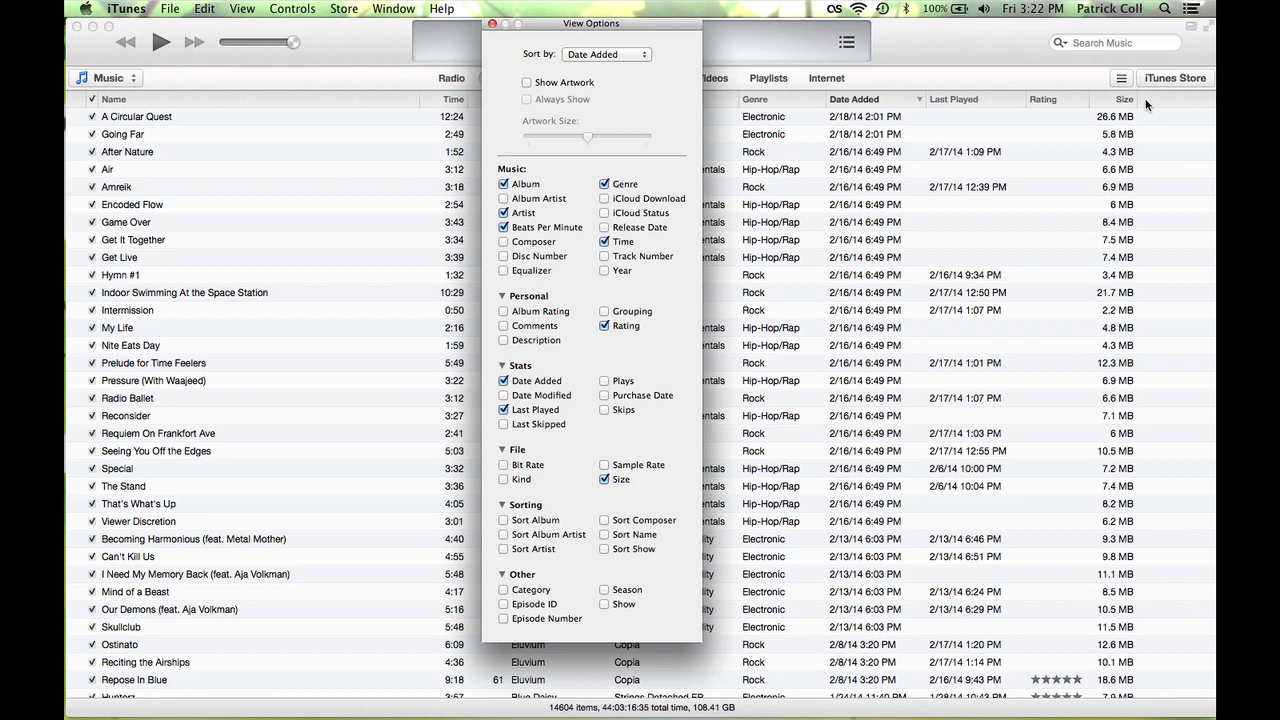 iTunes File Edit View Controls Store Window Help 100% Fri 3:22 PM Patrick Coll
View Options
Search Music
Music Radio Playlists Internet iTunes Store
Sort by: Date Added
Show Artwork
Always Show
Artwork Size:
Music:
Album Genre
Album Artist iCloud Download
Artist iCloud Status
Beats Per Minute Release Date
Composer Time
Disc Number Track Number
Equalizer Year
Personal
Album Rating Grouping
Comments Rating
Description
Stats
Date Added Plays
Date Modified Purchase Date
Last Played Skips
Last Skipped
File
Bit Rate Sample Rate
Kind Size
Sorting
Sort Album Sort Composer
Sort Album Artist Sort Name
Sort Artist Sort Show
Other
Category Season
Episode ID Show
Episode Number
Name Time Genre Date Added Last Played Rating Size
A Circular Quest 12:24 Electronic 2/18/14 2:01 PM 26.6 MB
Going Far 2:49 Electronic 2/18/14 2:01 PM 5.8 MB
After Nature 3:12 Rock 2/16/14 6:49 PM 2/17/14 1:09 PM 4.3 MB
Air 3:12 Hip-Hop/Rap 2/16/14 6:49 PM 6.6 MB
Amreik 3:18 Rock 2/16/14 6:49 PM 2/17/14 12:39 PM 6.9 MB
Encoded Flow 2:54 Hip-Hop/Rap 2/16/14 6:49 PM 6 MB
Game Over 3:43 Hip-Hop/Rap 2/16/14 6:49 PM 8.4 MB
Get It Together 3:34 Hip-Hop/Rap 2/16/14 6:49 PM 7.5 MB
Get Live 3:39 Hip-Hop/Rap 2/16/14 6:49 PM 7.4 MB
Hymn #1 1:32 Rock 2/16/14 6:49 PM 2/16/14 9:34 PM 3.4 MB
Indoor Swimming At the Space Station 10:29 Rock 2/16/14 6:49 PM 2/17/14 12:50 PM 21.7 MB
Intermission 0:50 Rock 2/16/14 6:49 PM 2/17/14 1:07 PM 2.2 MB
My Life 2:16 Hip-Hop/Rap 2/16/14 6:49 PM 4.8 MB
Nite Eats Day 1:59 Hip-Hop/Rap 2/16/14 6:49 PM 4.3 MB
Prelude for Time Feelers 5:49 Rock 2/16/14 6:49 PM 2/17/14 1:01 PM 12.3 MB
Pressure (With Waajeed) 3:22 Hip-Hop/Rap 2/16/14 6:49 PM 6.9 MB
Radio Ballet 3:12 Rock 2/16/14 6:49 PM 2/17/14 1:07 PM 6.8 MB
Reconsider 3:27 Hip-Hop/Rap 2/16/14 6:49 PM 7.1 MB
Requiem On Frankfort Ave 2:41 Rock 2/16/14 6:49 PM 2/17/14 1:03 PM 6 MB
Seeing You Off the Edges 5:03 Rock 2/16/14 6:49 PM 2/17/14 12:55 PM 10.5 MB
Special 3:32 Hip-Hop/Rap 2/16/14 6:49 PM 2/6/14 10:00 PM 7.2 MB
The Stand 3:36 Hip-Hop/Rap 2/16/14 6:49 PM 2/6/14 10:04 PM 7.4 MB
That's What's Up 4:05 Hip-Hop/Rap 2/16/14 6:49 PM 8.2 MB
Viewer Discretion 3:01 Hip-Hop/Rap 2/16/14 6:49 PM 6.2 MB
Becoming Harmonious (feat. Metal Mother) 4:40 Electronic 2/13/14 6:03 PM 2/13/14 6:46 PM 9.3 MB
Can't Kill Us 4:55 Electronic 2/13/14 6:03 PM 2/13/14 6:51 PM 9.8 MB
I Need My Memory Back (feat. Aja Volkman) 5:48 Electronic 2/13/14 6:03 PM 11.1 MB
Mind of a Beast 4:17 Electronic 2/13/14 6:03 PM 2/13/14 6:24 PM 8.5 MB
Our Demons (feat. Aja Volkman) 5:16 Electronic 2/13/14 6:03 PM 2/13/14 6:29 PM 10.5 MB
Skullclub 5:48 Electronic 2/13/14 6:03 PM 11.5 MB
Ostinato 6:09 Eluvium Copia Rock 2/8/14 3:20 PM 2/17/14 1:20 PM 12.6 MB
Reciting the Airships 4:36 Eluvium Copia Rock 2/8/14 3:20 PM 2/17/14 1:14 PM 10.1 MB
Repose In Blue 9:18 61 Eluvium Copia Rock 2/8/14 3:20 PM 2/16/14 9:43 PM ★★★★★ 18.6 MB
14604 items, 44:03:16:35 total time, 108.41 GB